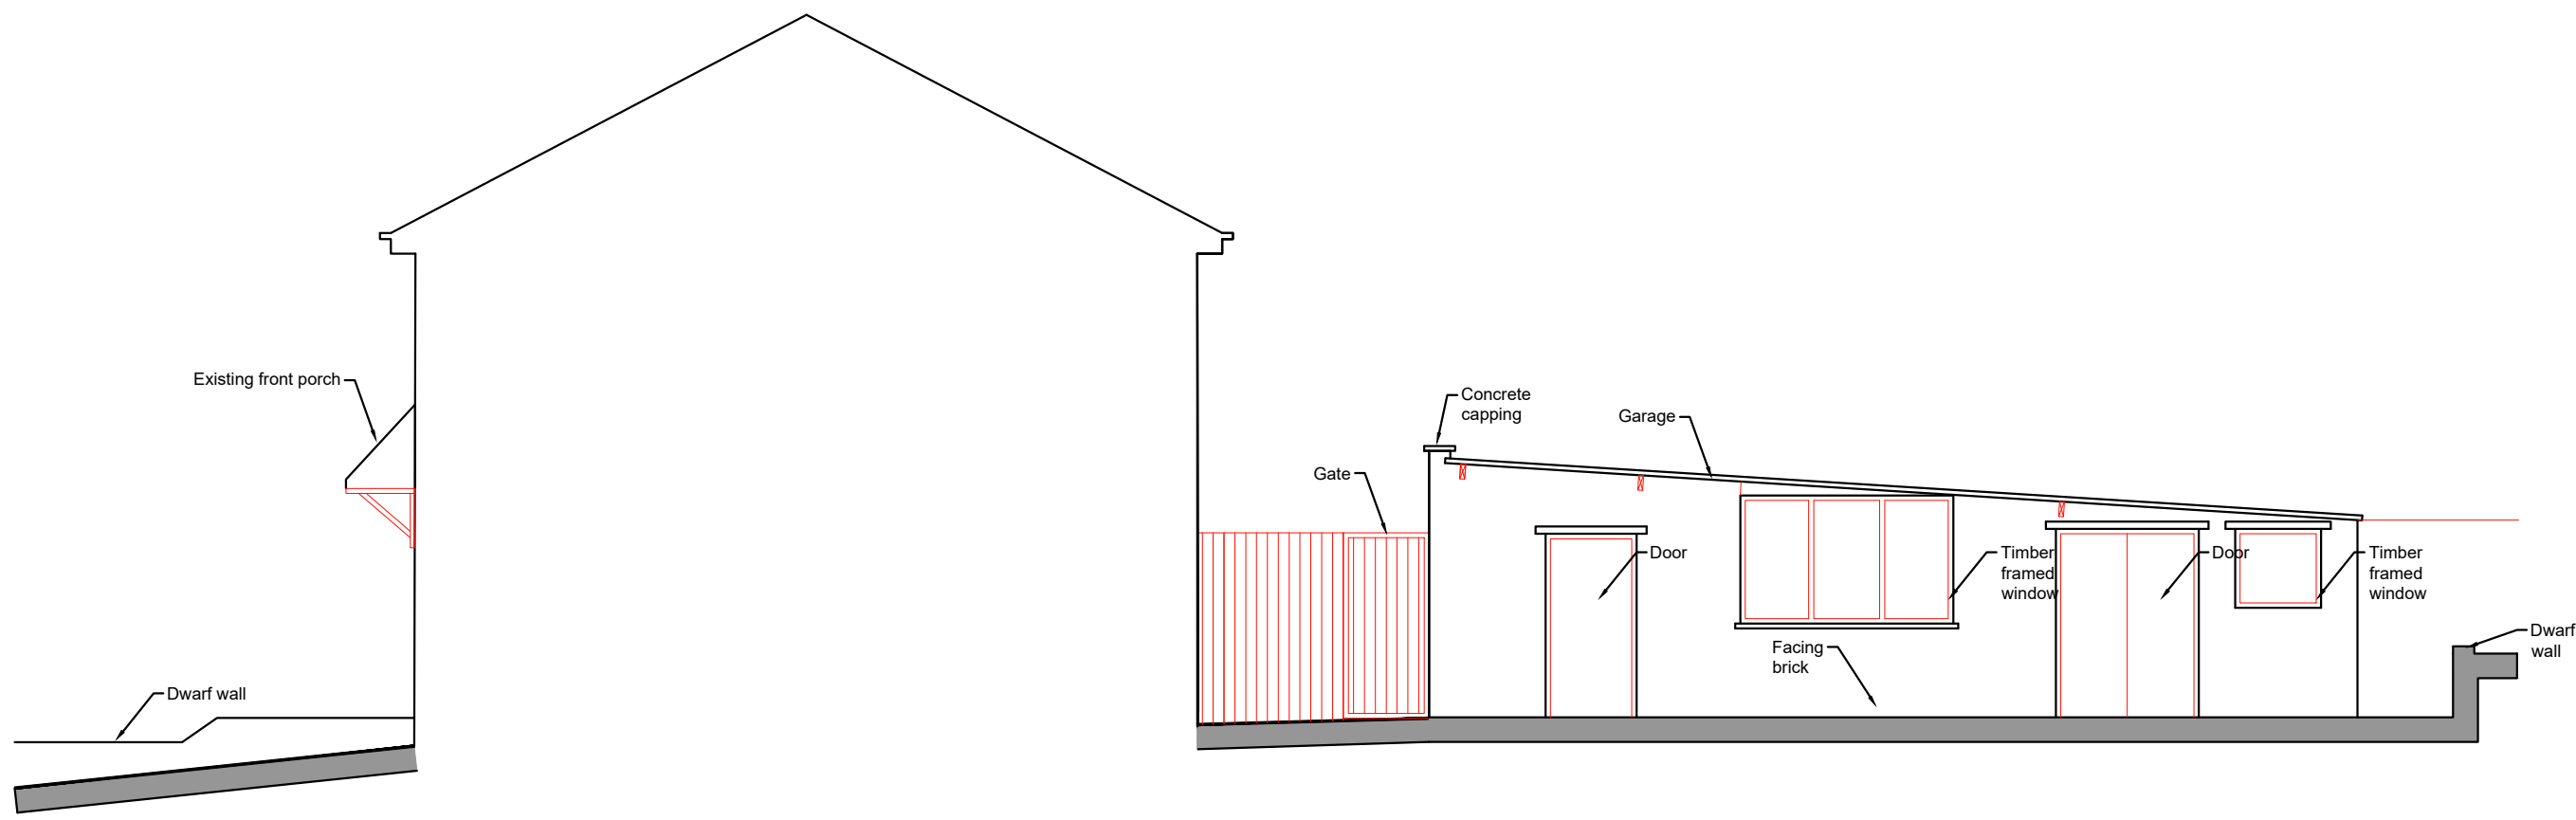 Existing front porch
Concrete
capping
Garage
Gate
Door
Timber
framed
window
Door
Timber
framed
window
Facing
brick
Dwarf
wall
Dwarf wall